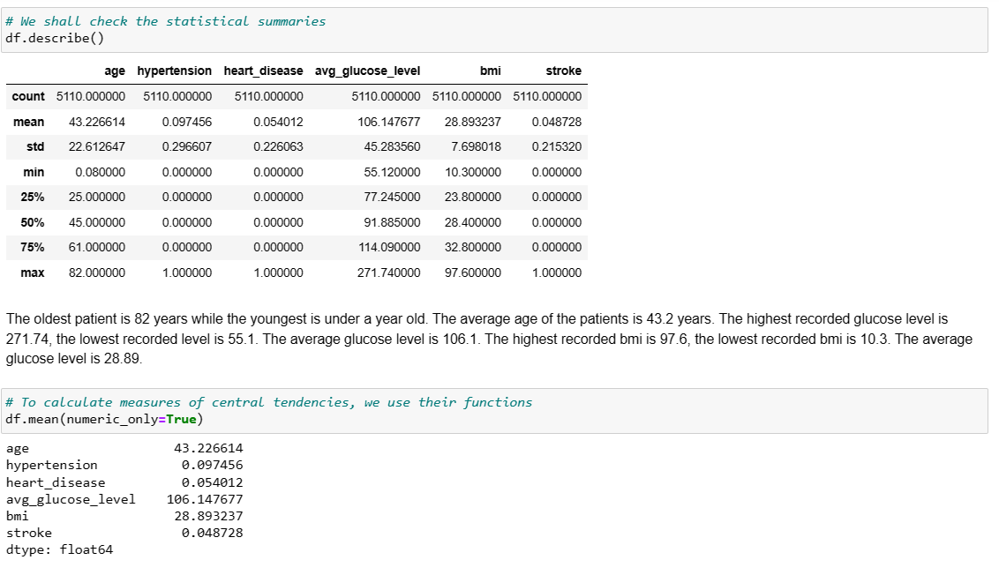 # We shall check the statistical summaries
df.describe()
age hypertension heart_disease avg_glucose_level bmi stroke
count 5110.000000 5110.000000 5110.000000 5110.000000 5110.000000 5110.000000
mean 43.226614 0.097456 0.054012 106.147677 28.893237 0.048728
std 22.612647 0.296607 0.226063 45.283560 7.698018 0.215320
min 0.080000 0.000000 0.000000 55.120000 10.300000 0.000000
25% 25.000000 0.000000 0.000000 77.245000 23.800000 0.000000
50% 45.000000 0.000000 0.000000 91.885000 28.400000 0.000000
75% 61.000000 0.000000 0.000000 114.090000 32.800000 0.000000
max 82.000000 1.000000 1.000000 271.740000 97.600000 1.000000
The oldest patient is 82 years while the youngest is under a year old. The average age of the patients is 43.2 years. The highest recorded glucose level is
271.74, the lowest recorded level is 55.1. The average glucose level is 106.1. The highest recorded bmi is 97.6, the lowest recorded bmi is 10.3. The average
glucose level is 28.89.
# To calculate measures of central tendencies, we use their functions
df.mean(numeric_only=True)
age 43.226614
hypertension 0.097456
heart_disease 0.054012
avg_glucose_level 106.147677
bmi 28.893237
stroke 0.048728
dtype: float64